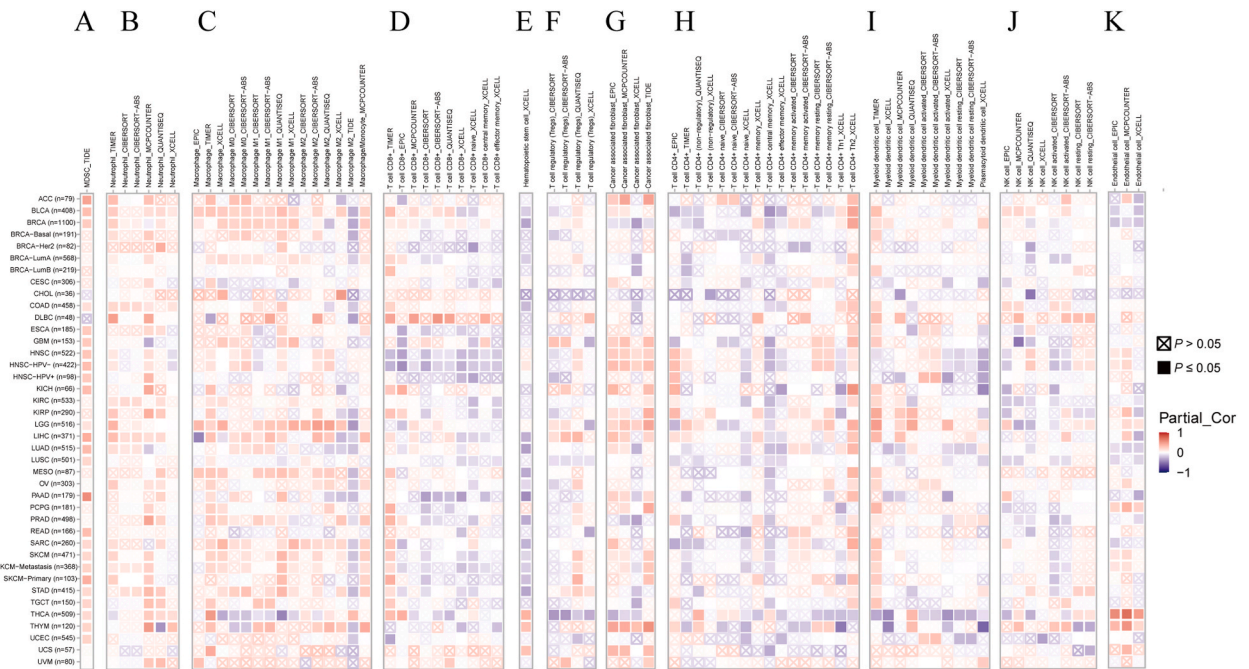 A B C D E F G H I J K
MDSC_TIDE
Neutrophil_TIMER
Neutrophil_CIBERSORT
Neutrophil_CIBERSORT-ABS
Neutrophil_MCPCOUNTER
Neutrophil_QUANTISEQ
Neutrophil_XCELL
Macrophage_EPIC
Macrophage_TIMER
Macrophage_XCELL
Macrophage M0_CIBERSORT
Macrophage M0_CIBERSORT-ABS
Macrophage M1_CIBERSORT
Macrophage M1_CIBERSORT-ABS
Macrophage M1_QUANTISEQ
Macrophage M1_XCELL
Macrophage M2_CIBERSORT
Macrophage M2_CIBERSORT-ABS
Macrophage M2_QUANTISEQ
Macrophage M2_XCELL
Macrophage M2_TIDE
Macrophage/Monocyte_MCPCOUNTER
T cell CD8+_TIMER
T cell CD8+_EPIC
T cell CD8+_MCPCOUNTER
T cell CD8+_CIBERSORT
T cell CD8+_CIBERSORT-ABS
T cell CD8+_QUANTISEQ
T cell CD8+_XCELL
T cell CD8+ naive_XCELL
T cell CD8+ central memory_XCELL
T cell CD8+ effector memory_XCELL
Hematopoietic stem cell_XCELL
T cell regulatory (Tregs)_CIBERSORT
T cell regulatory (Tregs)_CIBERSORT-ABS
T cell regulatory (Tregs)_QUANTISEQ
T cell regulatory (Tregs)_XCELL
Cancer associated fibroblast_EPIC
Cancer associated fibroblast_MCPCOUNTER
Cancer associated fibroblast_XCELL
Cancer associated fibroblast_TIDE
T cell CD4+_EPIC
T cell CD4+_TIMER
T cell CD4+ (non-regulatory)_QUANTISEQ
T cell CD4+ (non-regulatory)_XCELL
T cell CD4+ naive_CIBERSORT
T cell CD4+ naive_CIBERSORT-ABS
T cell CD4+ naive_XCELL
T cell CD4+ memory_XCELL
T cell CD4+ central memory_XCELL
T cell CD4+ effector memory_XCELL
T cell CD4+ memory activated_CIBERSORT
T cell CD4+ memory activated_CIBERSORT-ABS
T cell CD4+ memory resting_CIBERSORT
T cell CD4+ memory resting_CIBERSORT-ABS
T cell CD4+ Th1_XCELL
T cell CD4+ Th2_XCELL
Myeloid dendritic cell_TIMER
Myeloid dendritic cell_XCELL
Myeloid dendritic cell_MCPCOUNTER
Myeloid dendritic cell_QUANTISEQ
Myeloid dendritic cell activated_CIBERSORT
Myeloid dendritic cell activated_CIBERSORT-ABS
Myeloid dendritic cell activated_XCELL
Myeloid dendritic cell resting_CIBERSORT
Myeloid dendritic cell resting_CIBERSORT-ABS
Plasmacytoid dendritic cell_XCELL
NK cell_EPIC
NK cell_MCPCOUNTER
NK cell_QUANTISEQ
NK cell_XCELL
NK cell activated_CIBERSORT
NK cell activated_CIBERSORT-ABS
NK cell resting_CIBERSORT
NK cell resting_CIBERSORT-ABS
Endothelial cell_EPIC
Endothelial cell_MCPCOUNTER
Endothelial cell_XCELL
ACC (n=79)
BLCA (n=408)
BRCA (n=1100)
BRCA-Basal (n=191)
BRCA-Her2 (n=82)
BRCA-LumA (n=568)
BRCA-LumB (n=219)
CESC (n=306)
CHOL (n=36)
COAD (n=458)
DLBC (n=48)
ESCA (n=185)
GBM (n=153)
HNSC (n=522)
HNSC-HPV- (n=422)
HNSC-HPV+ (n=98)
KICH (n=66)
KIRC (n=533)
KIRP (n=290)
LGG (n=516)
LIHC (n=371)
LUAD (n=515)
LUSC (n=501)
MESO (n=87)
OV (n=303)
PAAD (n=179)
PCPG (n=181)
PRAD (n=498)
READ (n=166)
SARC (n=260)
SKCM (n=471)
KCM-Metastasis (n=368)
SKCM-Primary (n=103)
STAD (n=415)
TGCT (n=150)
THCA (n=509)
THYM (n=120)
UCEC (n=545)
UCS (n=57)
UVM (n=80)
P > 0.05
P ≤ 0.05
Partial_Cor
1
0
-1